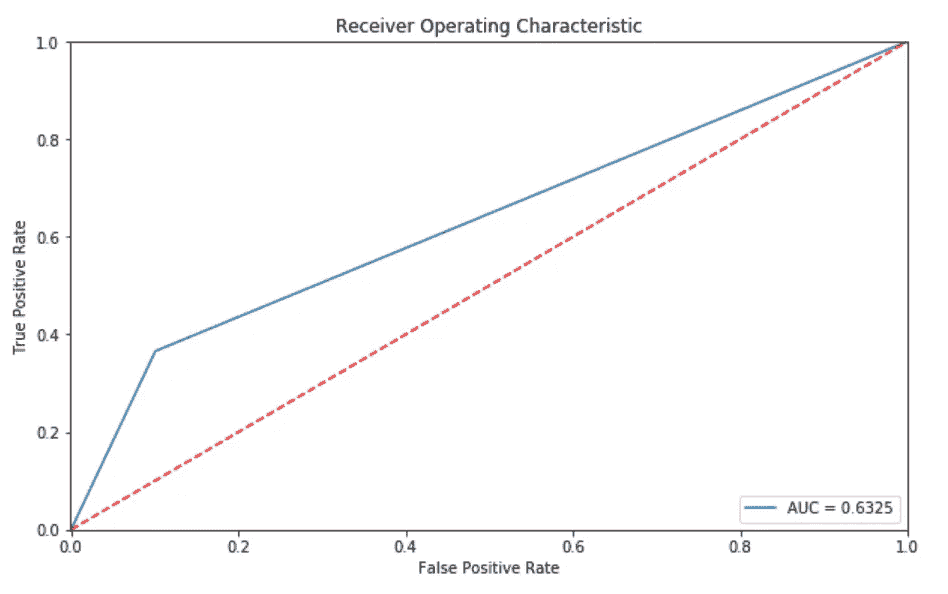 Receiver Operating Characteristic
1.0
0.8
0.6
0.4
0.2
0.0
True Positive Rate
AUC = 0.6325
0.0 0.2 0.4 0.6 0.8 1.0
False Positive Rate